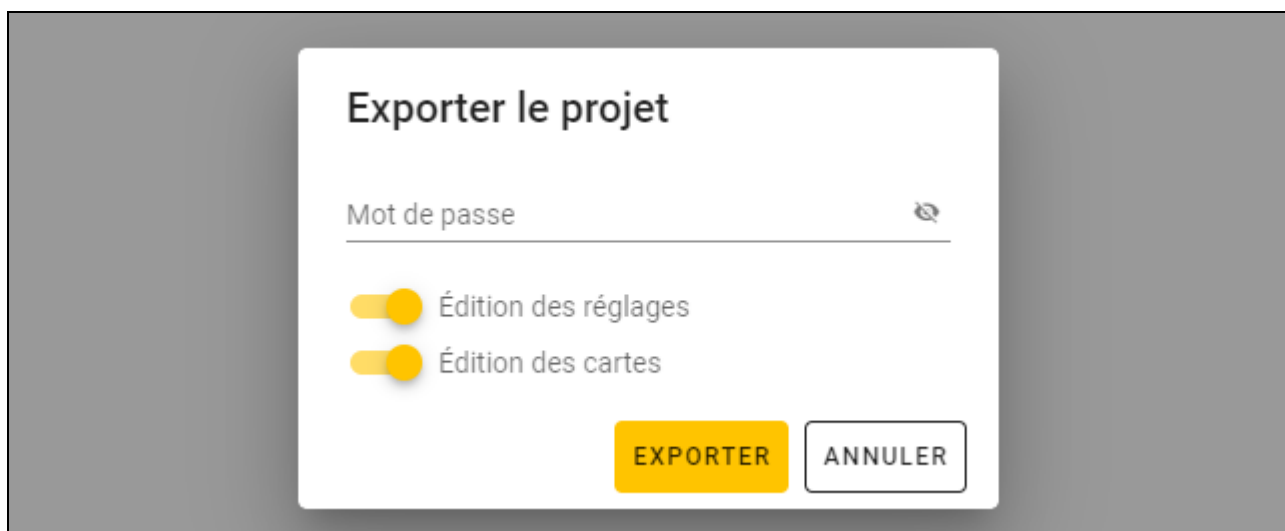 Exporter le projet
Mot de passe
Édition des réglages
Édition des cartes
EXPORTER ANNULER